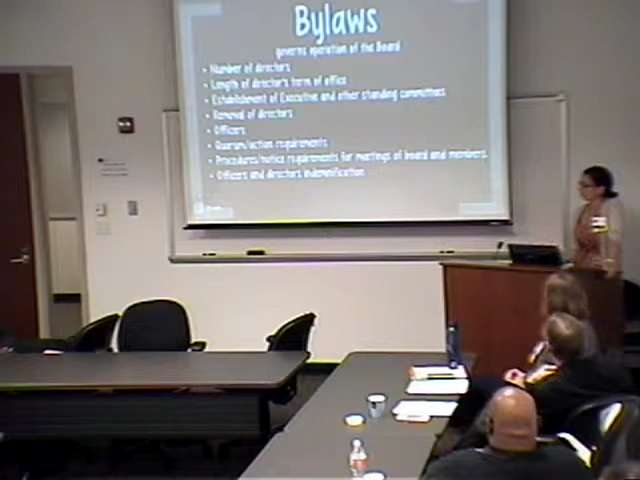 Bylaws
governs operation of the Board
• Number of directors
• Length of director's term of office
• Establishment of Executive and other standing committees
• Removal of directors
• Officers
• Quorum/action requirements
• Procedures/notice requirements for meetings of board and members
• Officers and directors indemnification